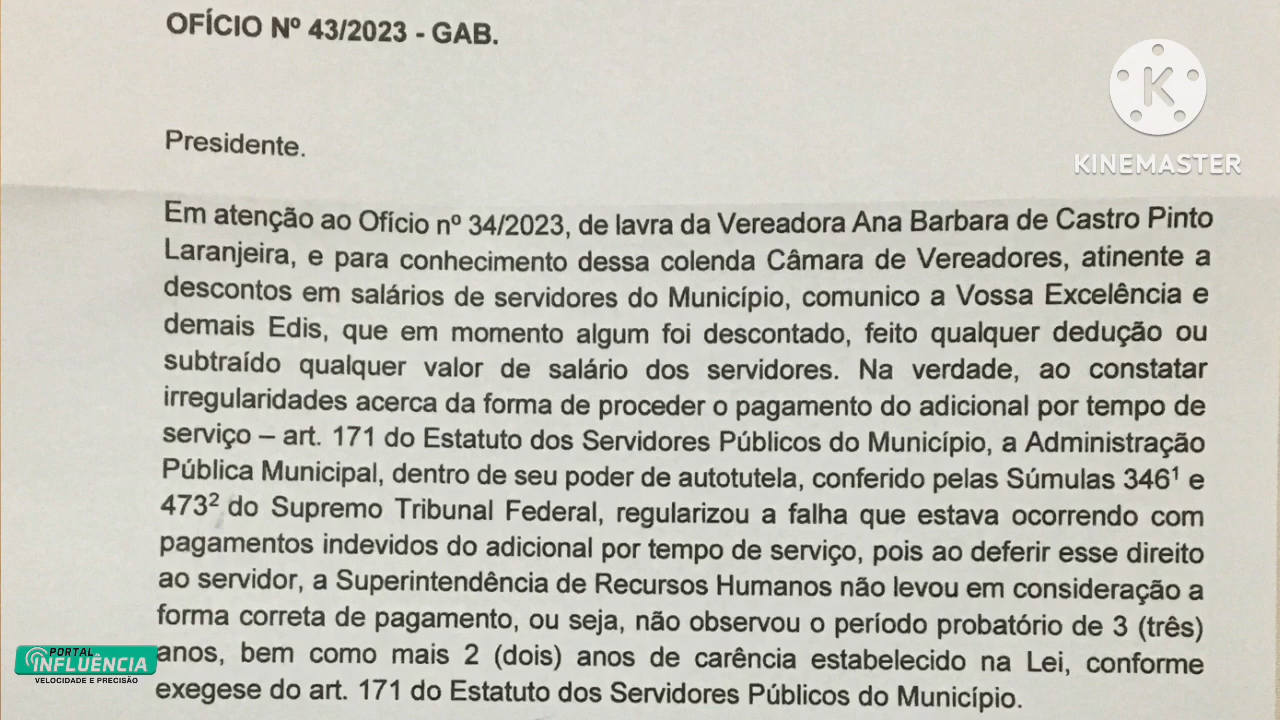 OFÍCIO Nº 43/2023 - GAB.
KINEMASTER
Presidente.
Em atenção ao Ofício nº 34/2023, de lavra da Vereadora Ana Barbara de Castro Pinto
Laranjeira, e para conhecimento dessa colenda Câmara de Vereadores, atinente a
descontos em salários de servidores do Município, comunico a Vossa Excelência e
demais Edis, que em momento algum foi descontado, feito qualquer dedução ou
subtraído qualquer valor de salário dos servidores. Na verdade, ao constatar
irregularidades acerca da forma de proceder o pagamento do adicional por tempo de
serviço – art. 171 do Estatuto dos Servidores Públicos do Município, a Administração
Pública Municipal, dentro de seu poder de autotutela, conferido pelas Súmulas 346¹ e
473² do Supremo Tribunal Federal, regularizou a falha que estava ocorrendo com
pagamentos indevidos do adicional por tempo de serviço, pois ao deferir esse direito
ao servidor, a Superintendência de Recursos Humanos não levou em consideração a
forma correta de pagamento, ou seja, não observou o período probatório de 3 (três)
anos, bem como mais 2 (dois) anos de carência estabelecido na Lei, conforme
exegese do art. 171 do Estatuto dos Servidores Públicos do Município.
PORTAL
INFLUÊNCIA
VELOCIDADE E PRECISÃO